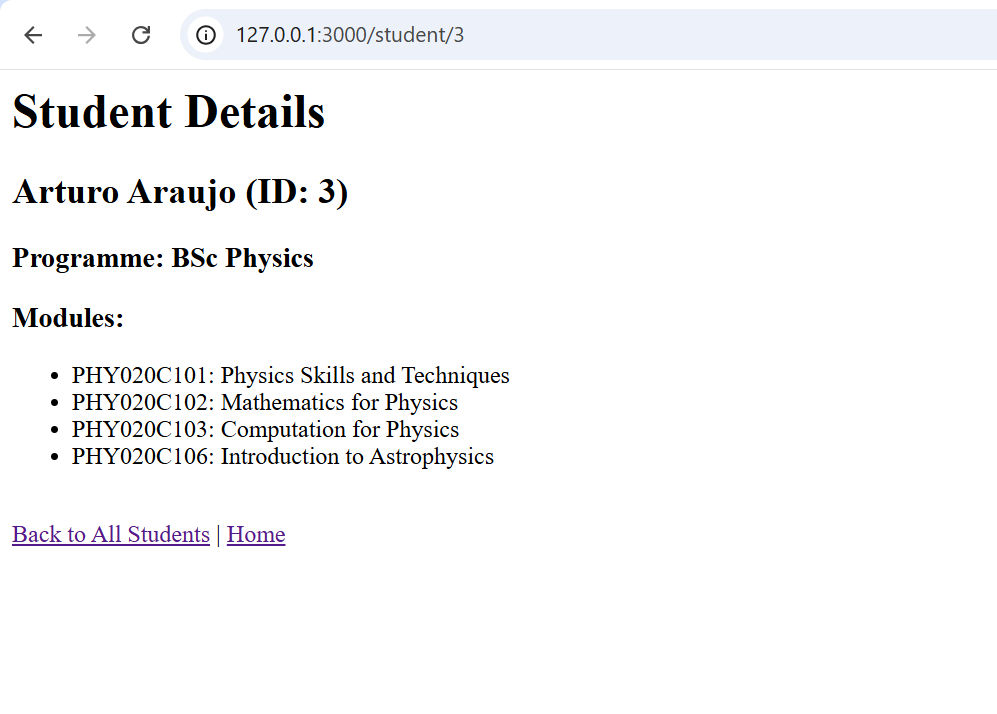 127.0.0.1:3000/student/3
Student Details
Arturo Araujo (ID: 3)
Programme: BSc Physics
Modules:
• PHY020C101: Physics Skills and Techniques
• PHY020C102: Mathematics for Physics
• PHY020C103: Computation for Physics
• PHY020C106: Introduction to Astrophysics
Back to All Students | Home